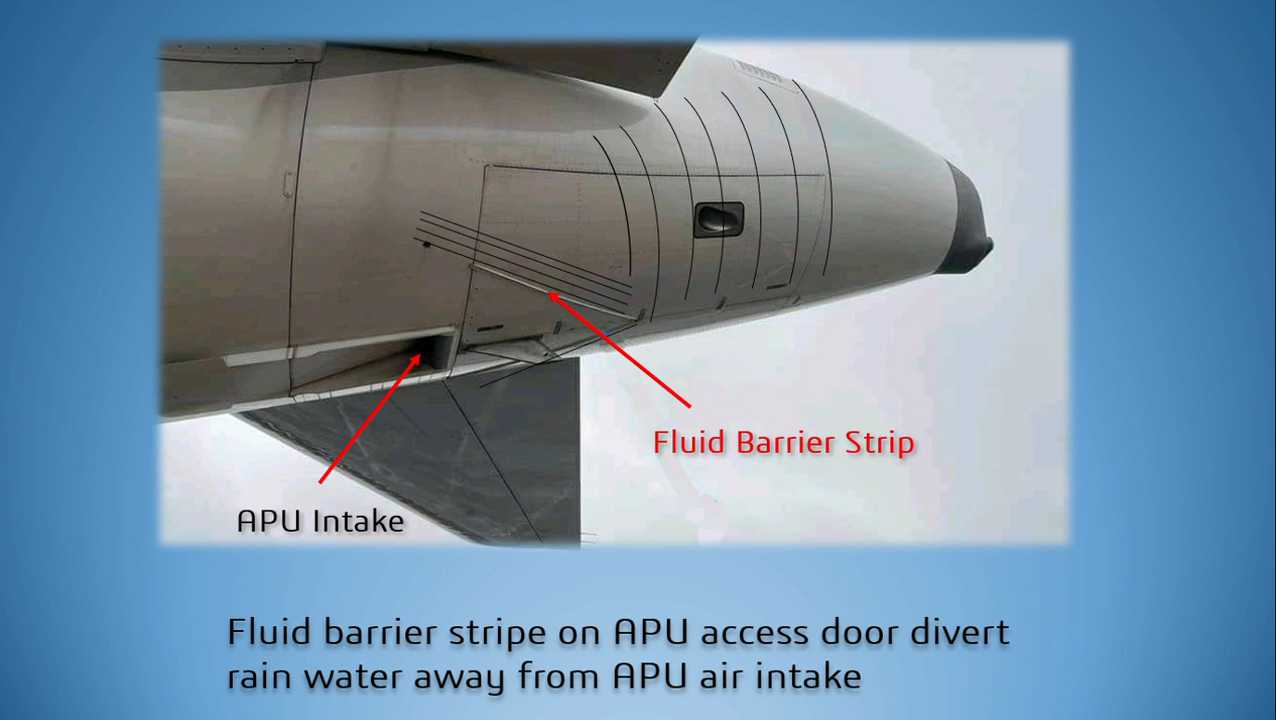 Fluid Barrier Strip
APU Intake
Fluid barrier stripe on APU access door divert
rain water away from APU air intake